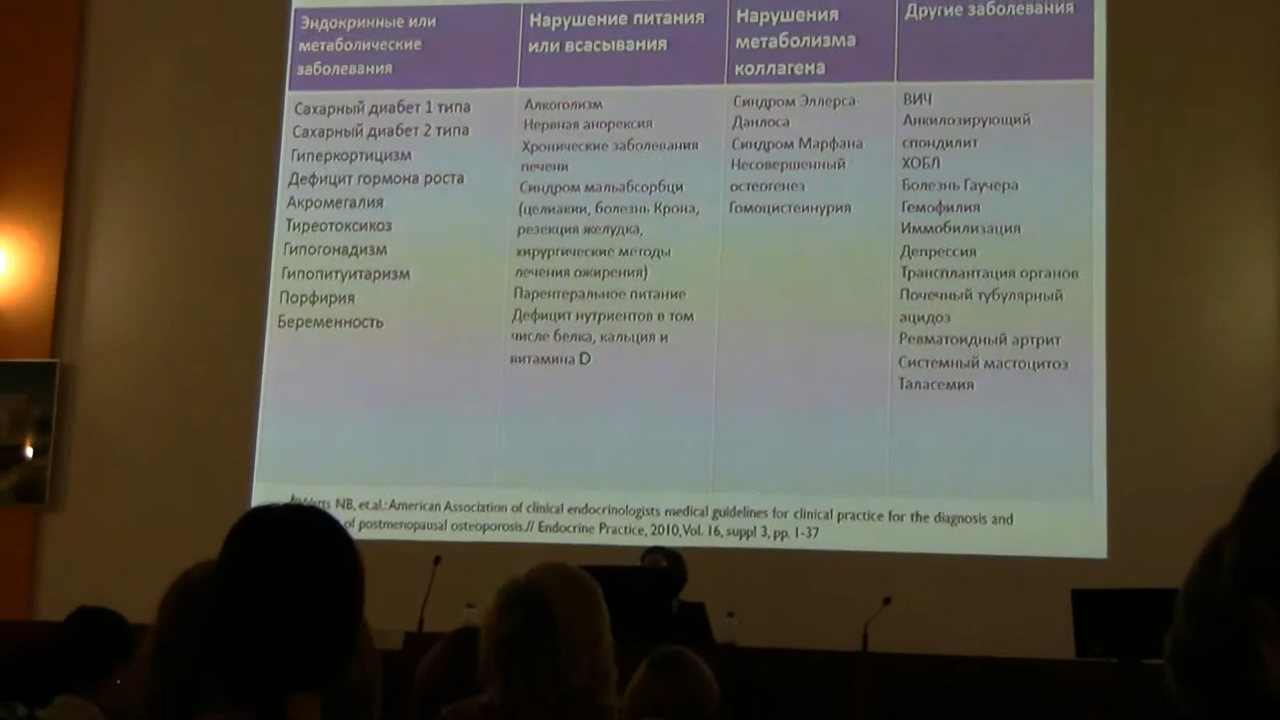 Эндокринные или
метаболические
заболевания
Сахарный диабет 1 типа
Сахарный диабет 2 типа
Гиперкортицизм
Дефицит гормона роста
Акромегалия
Тиреотоксикоз
Гипогонадизм
Гипопитуитаризм
Порфирия
Беременность
Нарушение питания
или всасывания
Алкоголизм
Нервная анорексия
Хронические заболевания
печени
Синдром мальабсорбци
(целиакии, болезнь Крона,
резекция желудка,
хирургические методы
лечения ожирения)
Парентеральное питание
Дефицит нутриентов в том
числе белка, кальция и
витамина D
Нарушения
метаболизма
коллагена
Синдром Эллерса
Данлоса
Синдром Марфана
Несовершенный
остеогенез
Гомоцистеинурия
Другие заболевания
ВИЧ
Анкилозирующий
спондилит
ХОБЛ
Болезнь Гаучера
Гемофилия
Иммобилизация
Депрессия
Трансплантация органов
Почечный тубулярный
ацидоз
Ревматоидный артрит
Системный мастоцитоз
Таласемия
NB, et.al.: American Association of clinical endocrinologists medical guidelines for clinical practice for the diagnosis and
of postmenopausal osteoporosis.// Endocrine Practice, 2010, Vol. 16, suppl 3, pp. 1-37